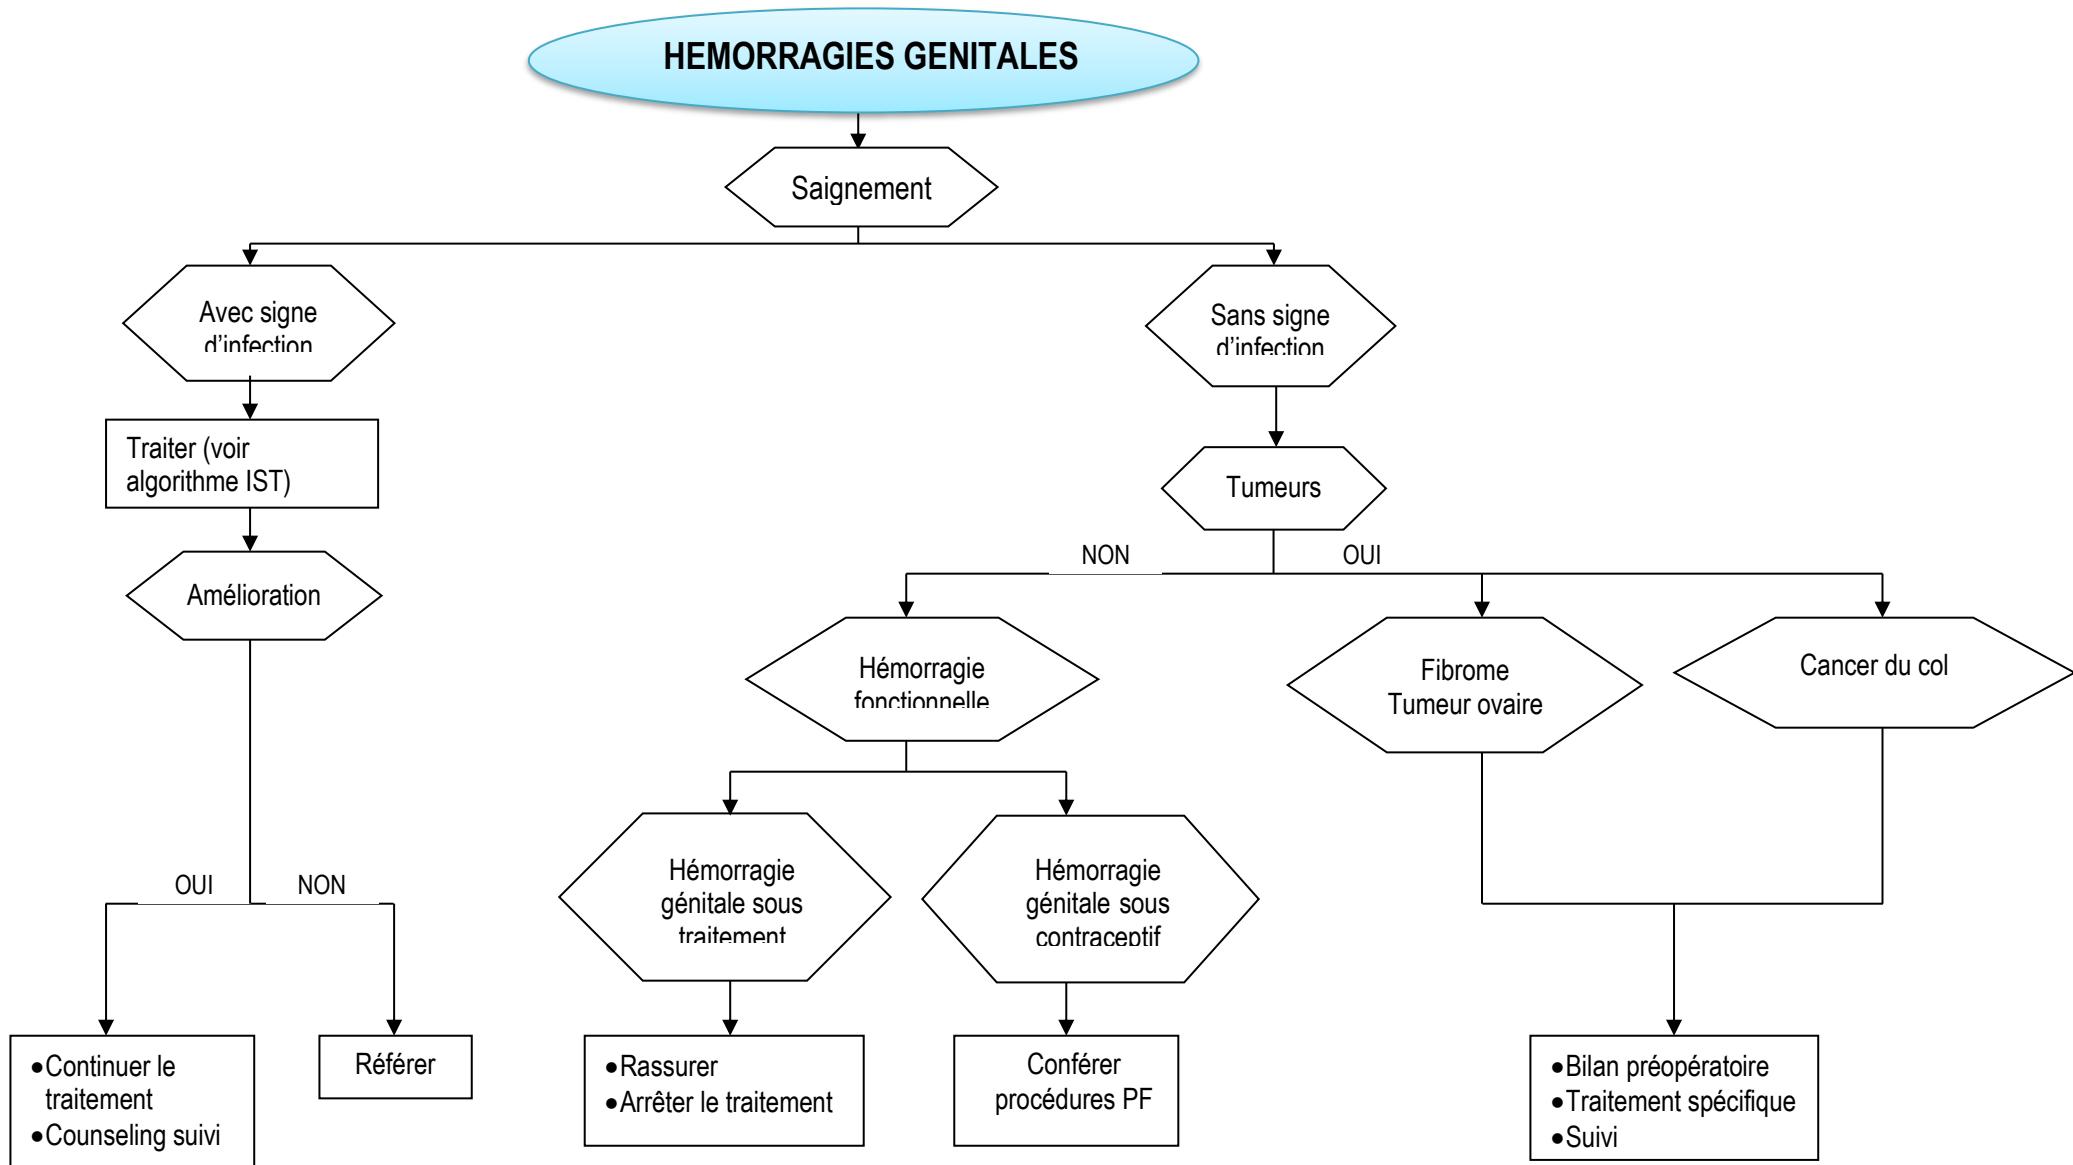 HEMORRAGIES GENITALES
Saignement
Avec signe
d'infection
Sans signe
d'infection
Traiter (voir
algorithme IST)
Tumeurs
NON
OUI
Amélioration
Hémorragie
fonctionnelle
Fibrome
Tumeur ovaire
Cancer du col
OUI
NON
Hémorragie
génitale sous
traitement
Hémorragie
génitale sous
contraceptif
•Continuer le
traitement
•Counseling suivi
Référer
•Rassurer
•Arrêter le traitement
Conférer
procédures PF
•Bilan préopératoire
•Traitement spécifique
•Suivi